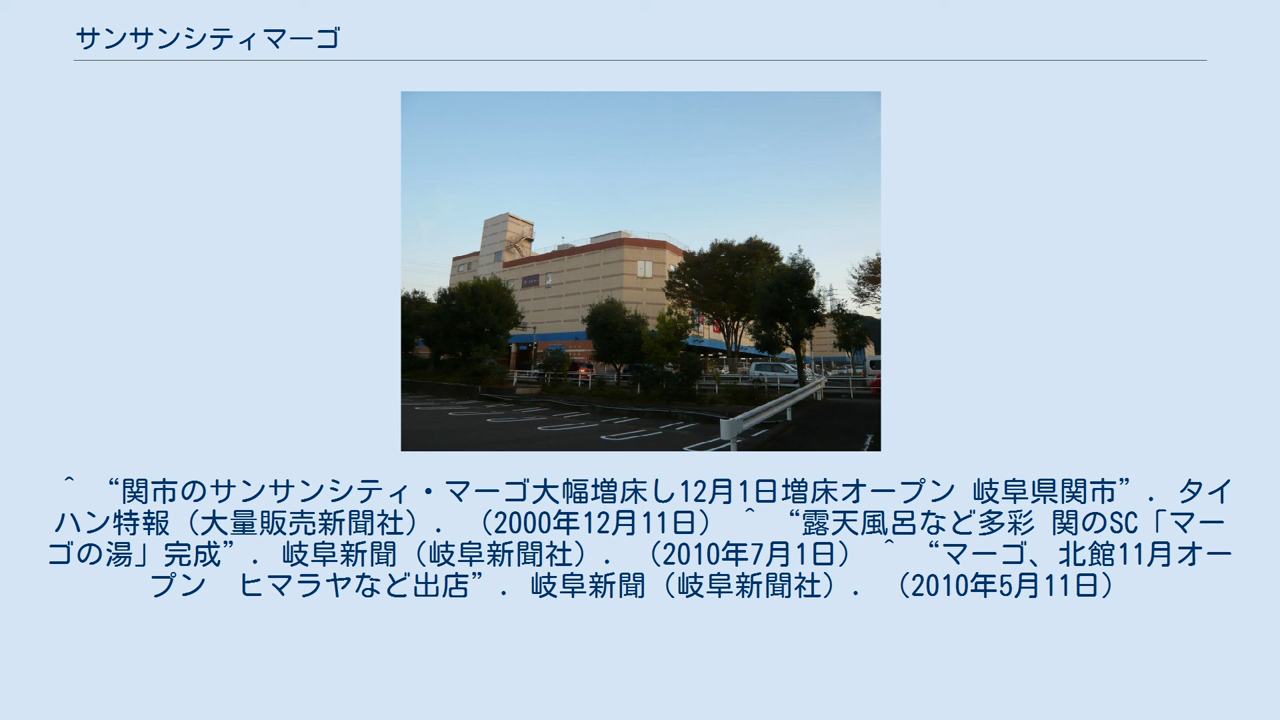 サンサンシティマーゴ
^ “関市のサンサンシティ・マーゴ大幅増床し12月1日増床オープン 岐阜県関市”. タイ
ハン特報（大量販売新聞社）. （2000年12月11日） ^ “露天風呂など多彩 関のSC「マー
ゴの湯」完成”. 岐阜新聞（岐阜新聞社）. （2010年7月1日） ^ “マーゴ、北館11月オー
プン　ヒマラヤなど出店”. 岐阜新聞（岐阜新聞社）. （2010年5月11日）